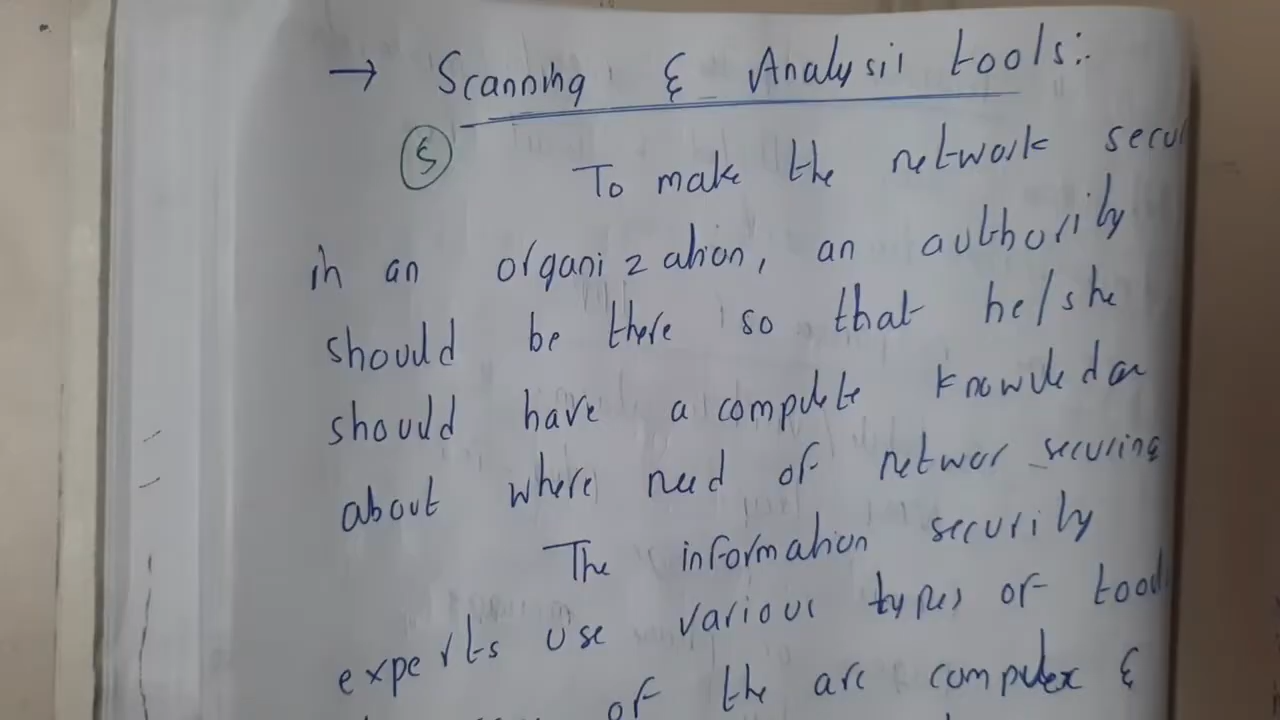 → Scanning & Analysis tools:.
5 To make the network secu
in an organization, an authority
should be there so that he/she
should have a complete knowledge
about where need of networ securing
The information security
experts use various types of tools
of the are complex &